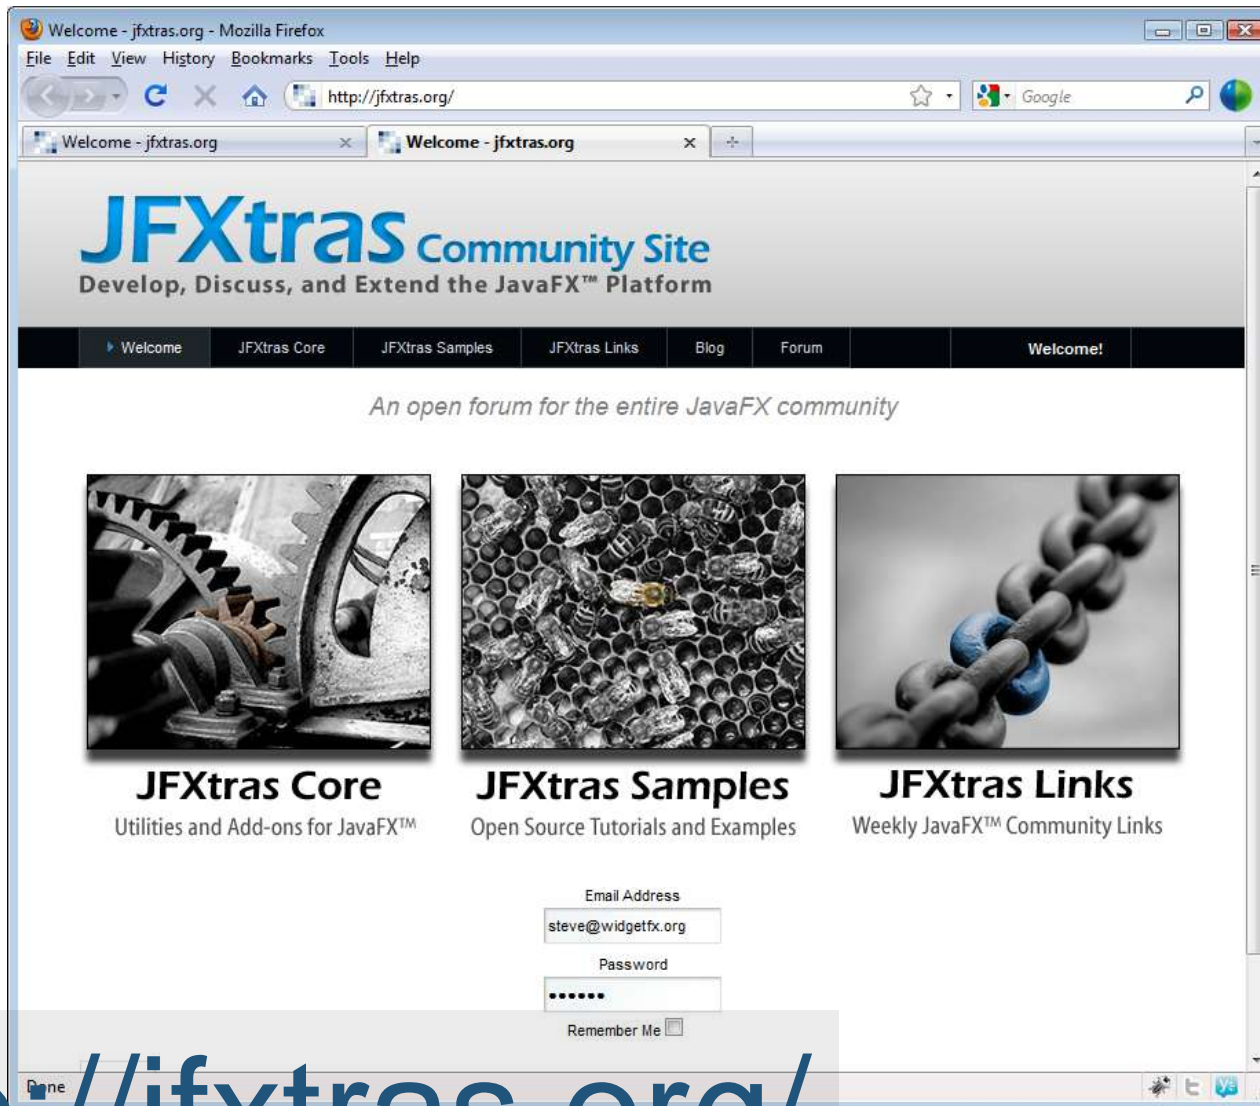 Welcome - jfxtras.org - Mozilla Firefox
File Edit View History Bookmarks Tools Help
http://jfxtras.org/
Google
Welcome - jfxtras.org
Welcome - jfxtras.org
JFXtras Community Site
Develop, Discuss, and Extend the JavaFX™ Platform
Welcome JFXtras Core JFXtras Samples JFXtras Links Blog Forum Welcome!
An open forum for the entire JavaFX community
JFXtras Core
Utilities and Add-ons for JavaFX™
JFXtras Samples
Open Source Tutorials and Examples
JFXtras Links
Weekly JavaFX™ Community Links
Email Address
steve@widgetfx.org
Password
••••••
Remember Me
Done
://jfxtras.org/